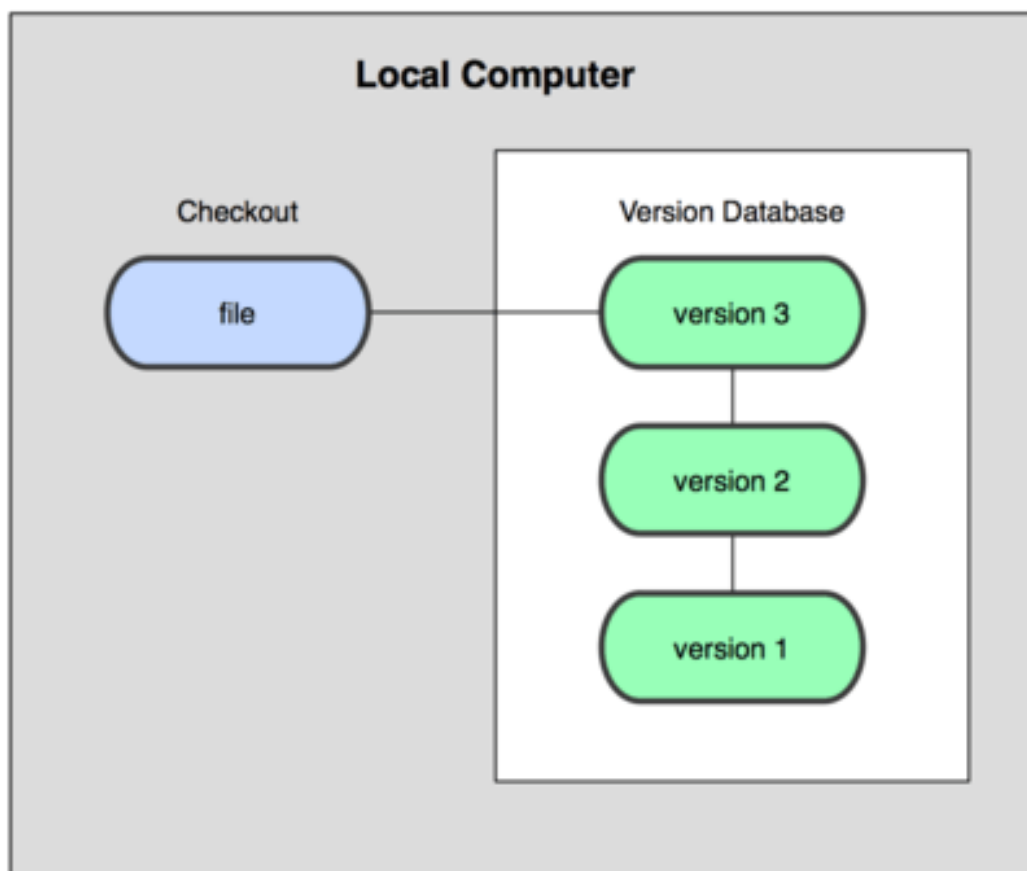 Local Computer
Checkout
Version Database
file
version 3
version 2
version 1